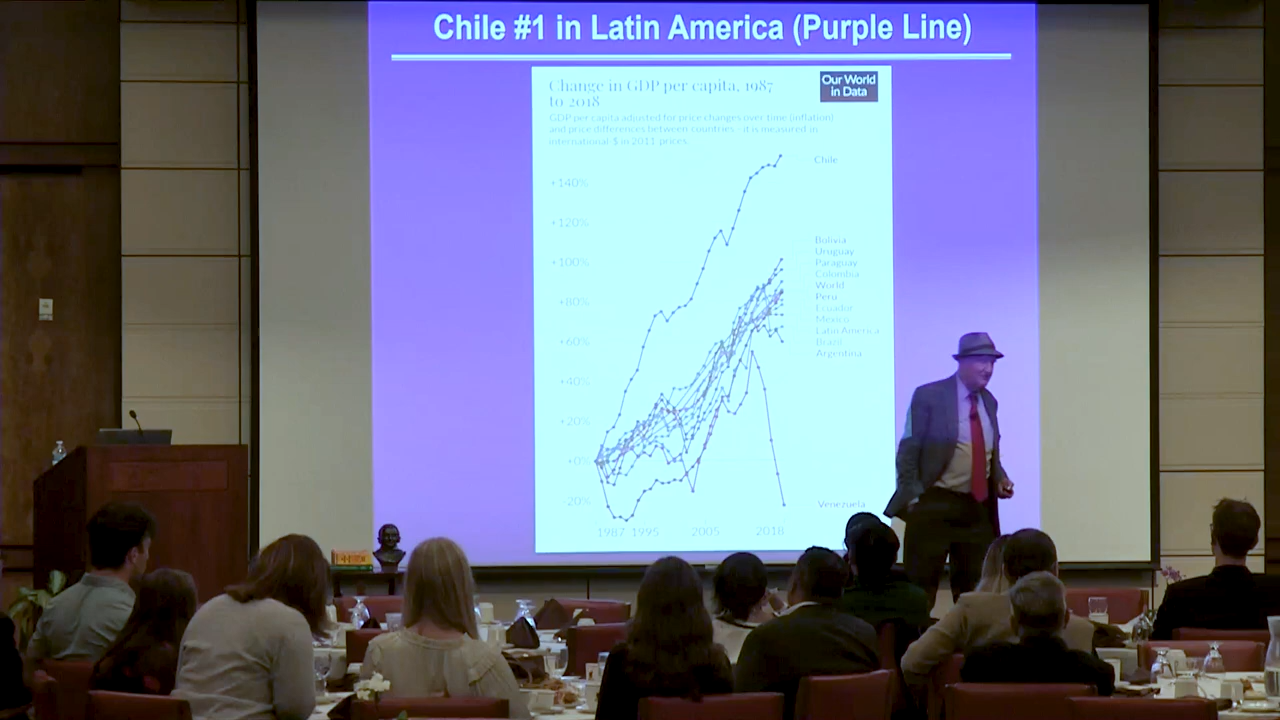 Chile #1 in Latin America (Purple Line)
Change in GDP per capita, 1987
to 2018
Our World
in Data
GDP per capita adjusted for price changes over time (inflation)
and price differences between countries - it is measured in
international-$ in 2011 prices.
Chile
+140%
+120%
Bolivia
Uruguay
+100%
Paraguay
Colombia
World
+80%
Peru
Ecuador
Mexico
Latin America
+60%
Brazil
Argentina
+40%
+20%
+0%
-20%
Venezuela
1987 1995 2005 2018